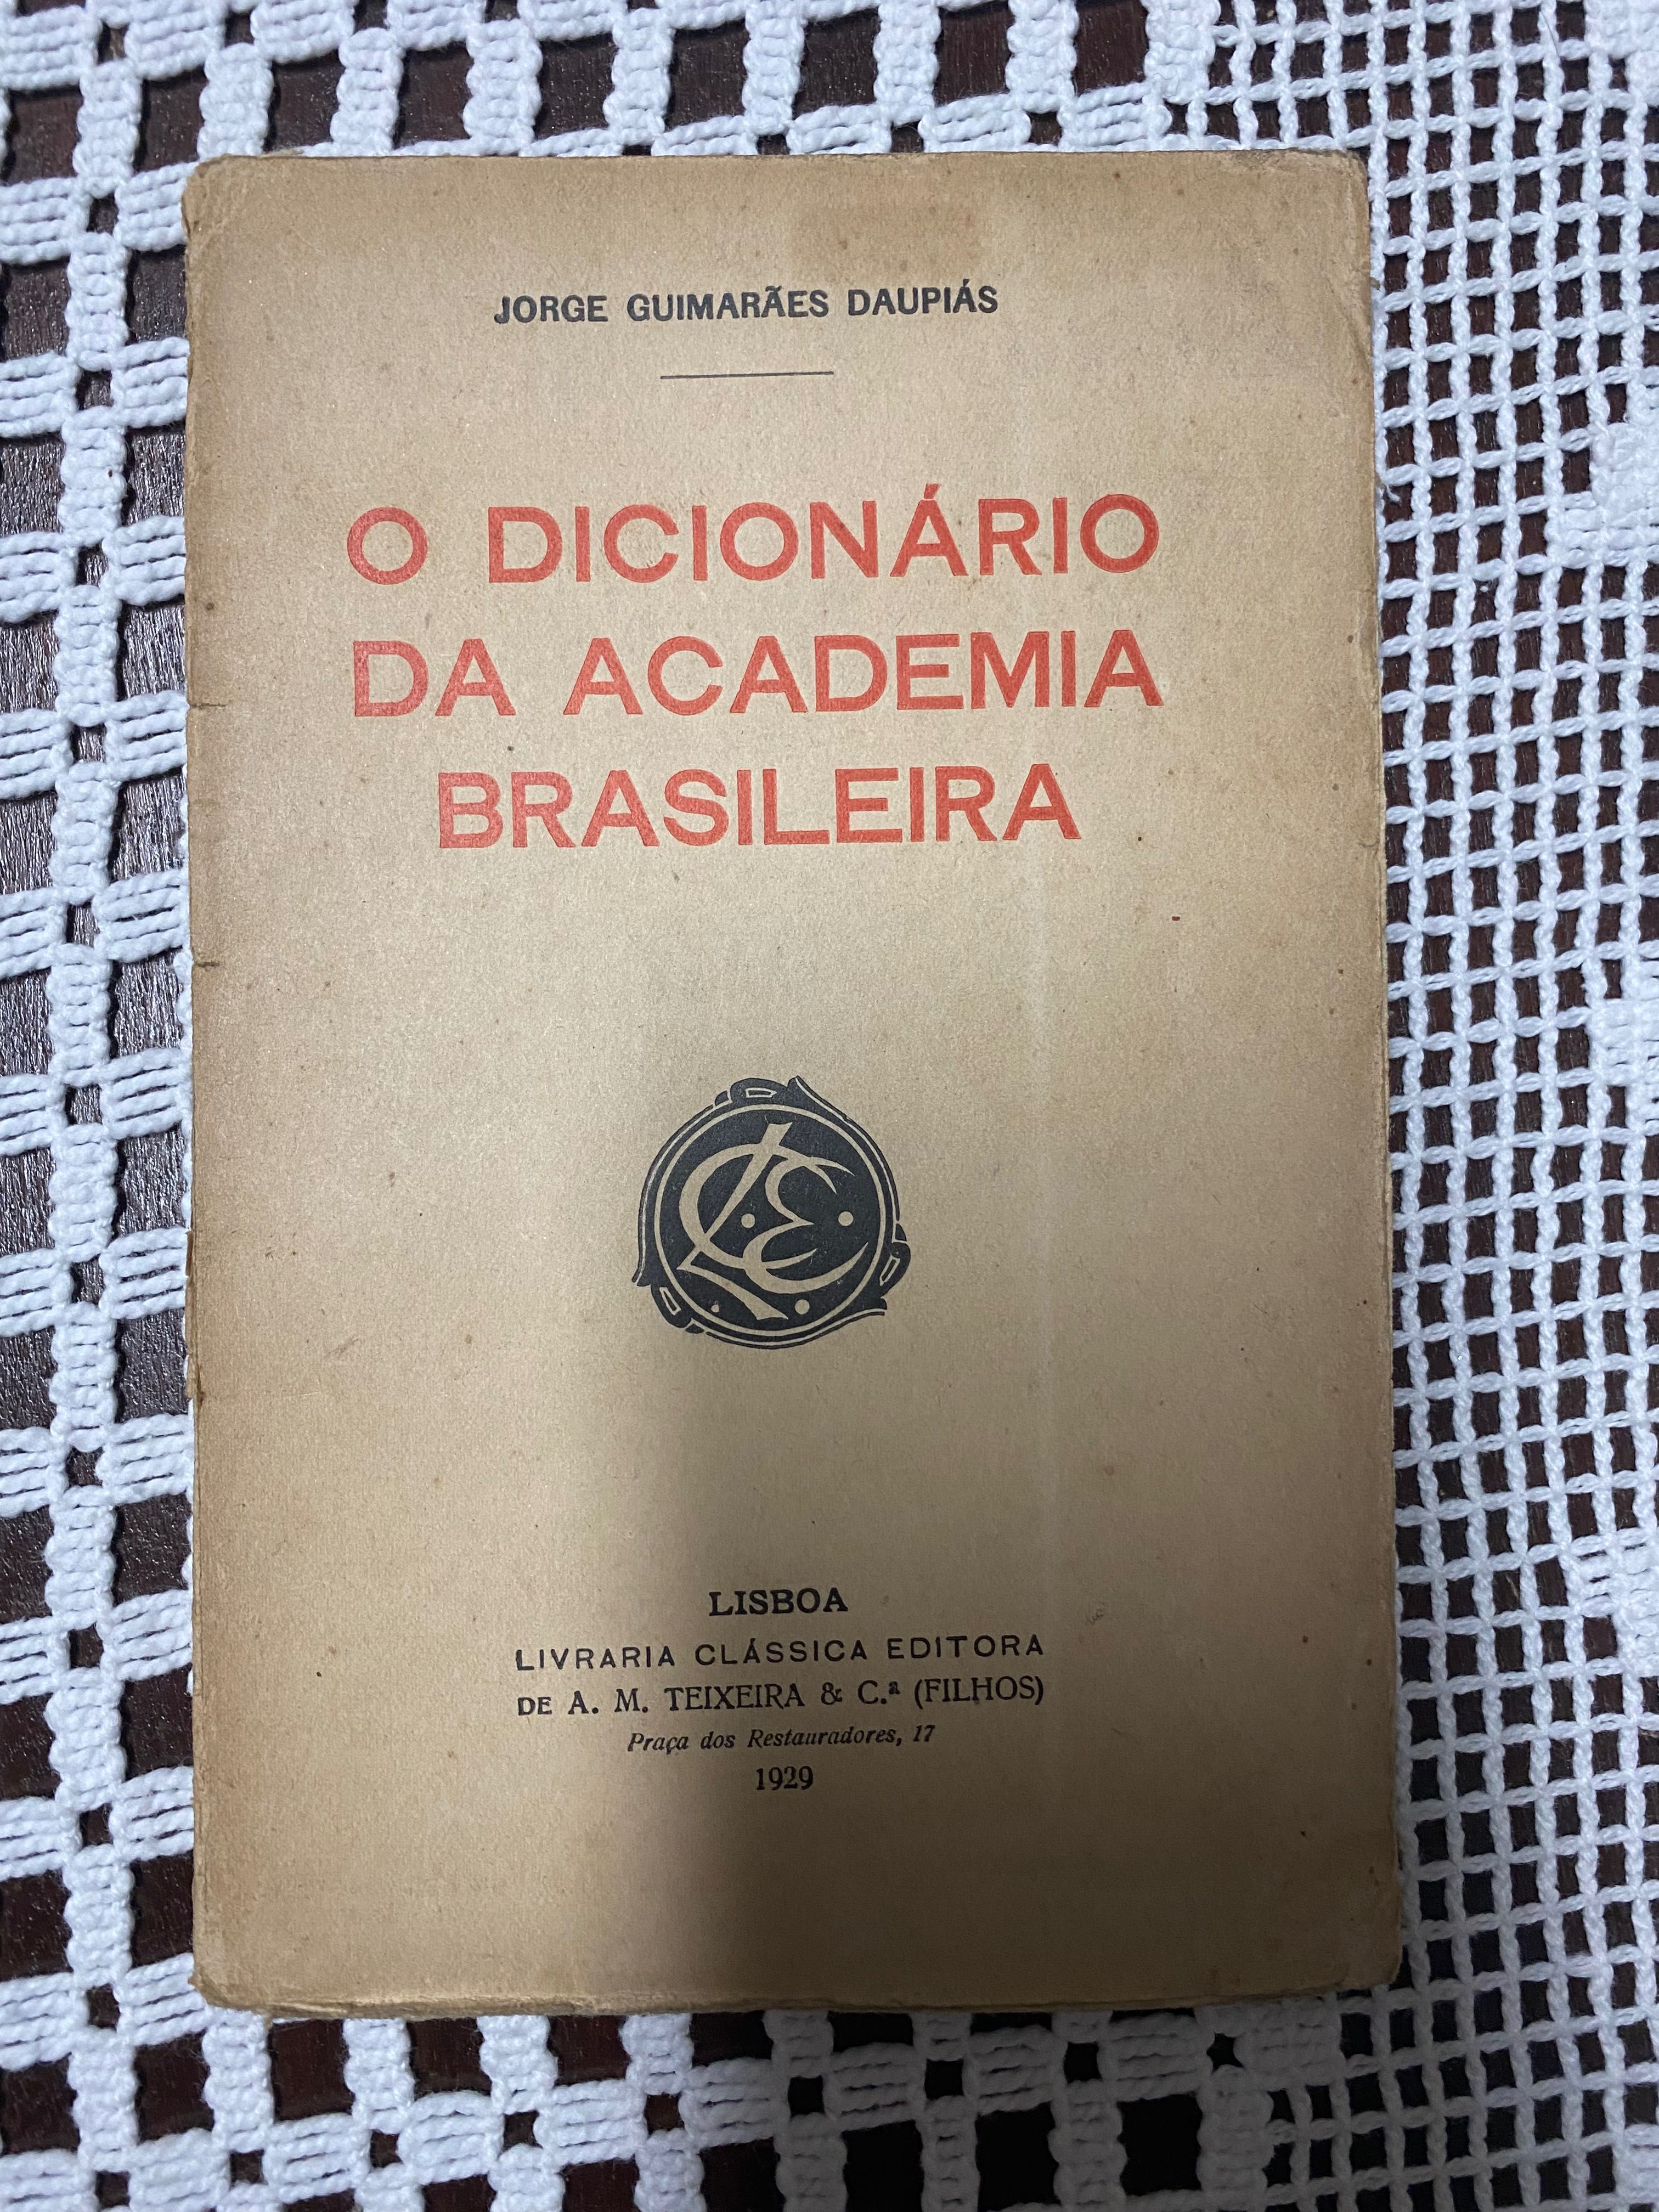 JORGE GUIMARÃES DAUPIÁS
O DICIONÁRIO
DA ACADEMIA
BRASILEIRA
LCE
LISBOA
LIVRARIA CLÁSSICA EDITORA
DE A. M. TEIXEIRA & C.ª (FILHOS)
Praça dos Restauradores, 17
1929